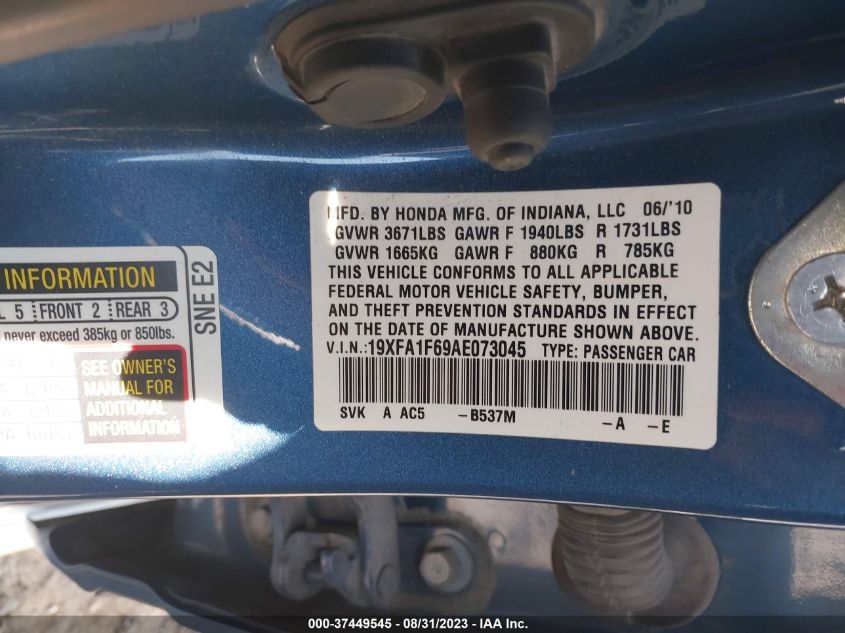 MFD. BY HONDA MFG. OF INDIANA, LLC 06/'10
GVWR 3671LBS GAWR F 1940LBS R 1731LBS
GVWR 1665KG GAWR F 880KG R 785KG
THIS VEHICLE CONFORMS TO ALL APPLICABLE
FEDERAL MOTOR VEHICLE SAFETY, BUMPER,
AND THEFT PREVENTION STANDARDS IN EFFECT
ON THE DATE OF MANUFACTURE SHOWN ABOVE.
V.I.N.:19XFA1F69AE073045 TYPE: PASSENGER CAR
SVK A AC5 -B537M -A -E
INFORMATION
L 5 FRONT 2 REAR 3
never exceed 385kg or 850lbs.
SEE OWNER'S
MANUAL FOR
ADDITIONAL
INFORMATION
SNE E2
000-37449545 - 08/31/2023 - IAA Inc.